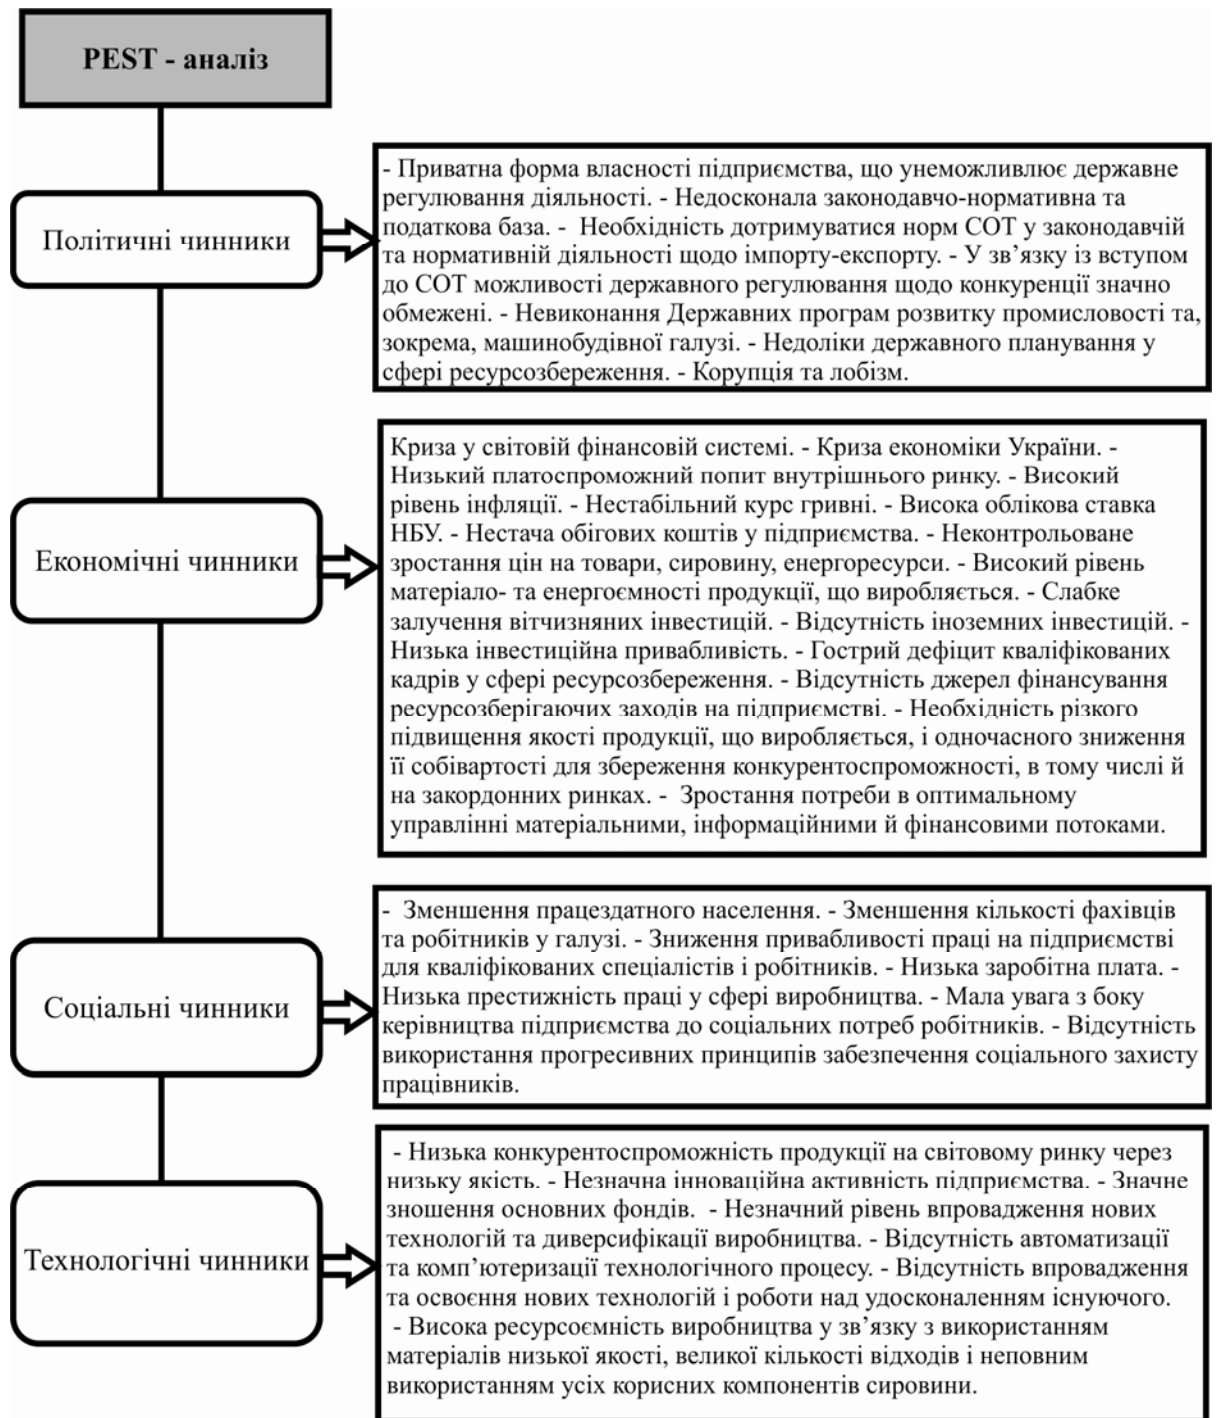 PEST - аналіз
Політичні чинники
- Приватна форма власності підприємства, що унеможливлює державне
регулювання діяльності. - Недосконала законодавчо-нормативна та
податкова база. - Необхідність дотримуватися норм СОТ у законодавчій
та нормативній діяльності щодо імпорту-експорту. - У зв’язку із вступом
до СОТ можливості державного регулювання щодо конкуренції значно
обмежені. - Невиконання Державних програм розвитку промисловості та,
зокрема, машинобудівної галузі. - Недоліки державного планування у
сфері ресурсозбереження. - Корупція та лобізм.
Економічні чинники
Криза у світовій фінансовій системі. - Криза економіки України. -
Низький платоспроможний попит внутрішнього ринку. - Високий
рівень інфляції. - Нестабільний курс гривні. - Висока облікова ставка
НБУ. - Нестача обігових коштів у підприємства. - Неконтрольоване
зростання цін на товари, сировину, енергоресурси. - Високий рівень
матеріало- та енергоємності продукції, що виробляється. - Слабке
залучення вітчизняних інвестицій. - Відсутність іноземних інвестицій. -
Низька інвестиційна привабливість. - Гострий дефіцит кваліфікованих
кадрів у сфері ресурсозбереження. - Відсутність джерел фінансування
ресурсозберігаючих заходів на підприємстві. - Необхідність різкого
підвищення якості продукції, що виробляється, і одночасного зниження
її собівартості для збереження конкурентоспроможності, в тому числі й
на закордонних ринках. - Зростання потреби в оптимальному
управлінні матеріальними, інформаційними й фінансовими потоками.
Соціальні чинники
- Зменшення працездатного населення. - Зменшення кількості фахівців
та робітників у галузі. - Зниження привабливості праці на підприємстві
для кваліфікованих спеціалістів і робітників. - Низька заробітна плата. -
Низька престижність праці у сфері виробництва. - Мала увага з боку
керівництва підприємства до соціальних потреб робітників. - Відсутність
використання прогресивних принципів забезпечення соціального захисту
працівників.
Технологічні чинники
- Низька конкурентоспроможність продукції на світовому ринку через
низьку якість. - Незначна інноваційна активність підприємства. - Значне
зношення основних фондів. - Незначний рівень впровадження нових
технологій та диверсифікації виробництва. - Відсутність автоматизації
та комп’ютеризації технологічного процесу. - Відсутність впровадження
та освоєння нових технологій і роботи над удосконаленням існуючого.
- Висока ресурсоємність виробництва у зв’язку з використанням
матеріалів низької якості, великої кількості відходів і неповним
використанням усіх корисних компонентів сировини.